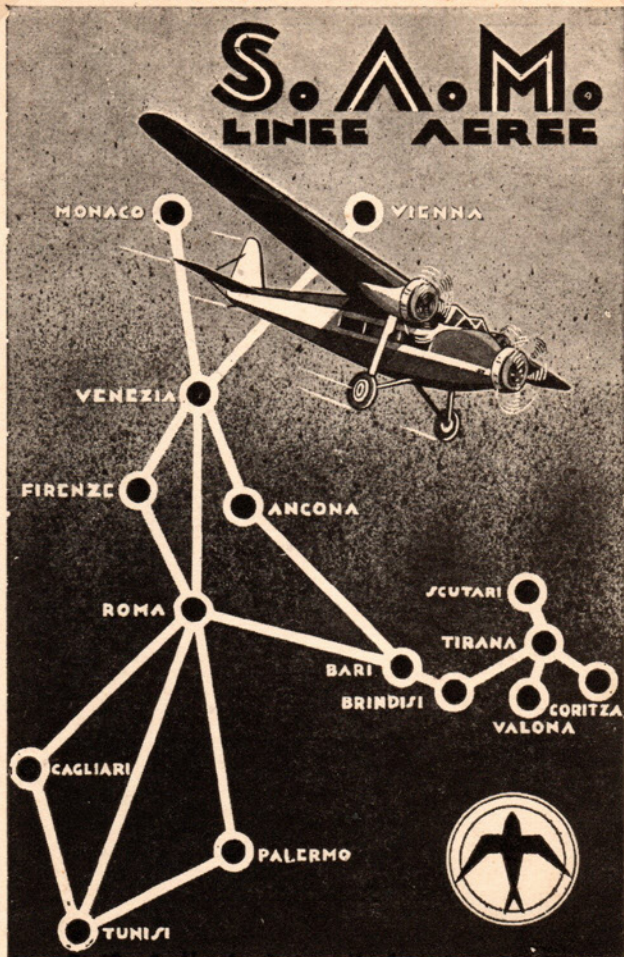 S.A.M.
LINEE AEREE
MONACO
VIENNA
VENEZIA
FIRENZE
ANCONA
SCUTARI
ROMA
TIRANA
BARI
BRINDISI
CORITZA
VALONA
CAGLIARI
PALERMO
TUNISI